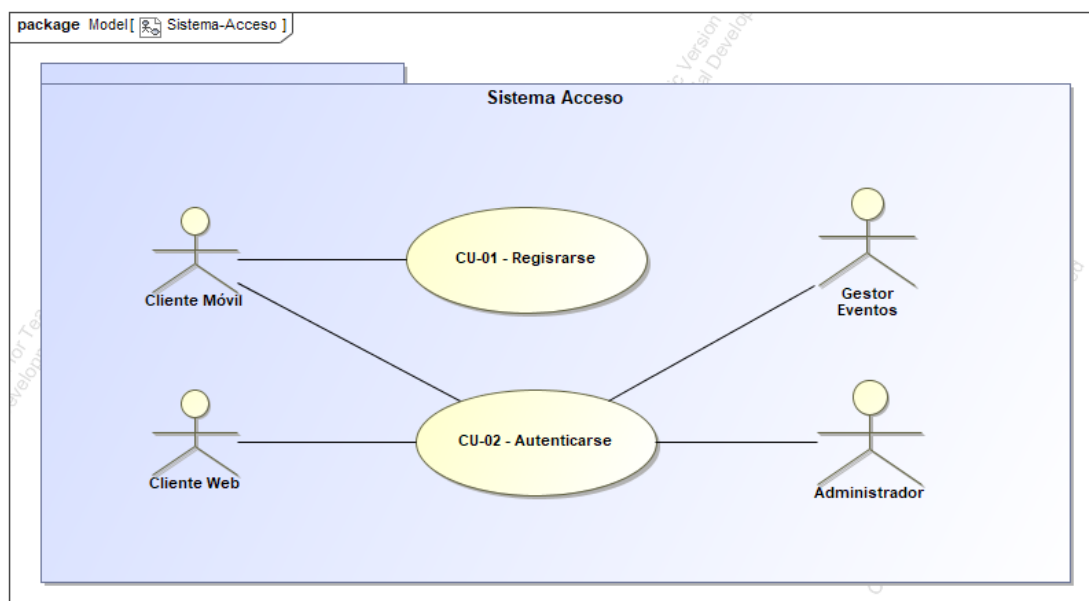 package Model[ Sistema-Acceso ]
Sistema Acceso
CU-01 - Regisrarse
Cliente Móvil
Gestor
Eventos
CU-02 - Autenticarse
Cliente Web
Administrador